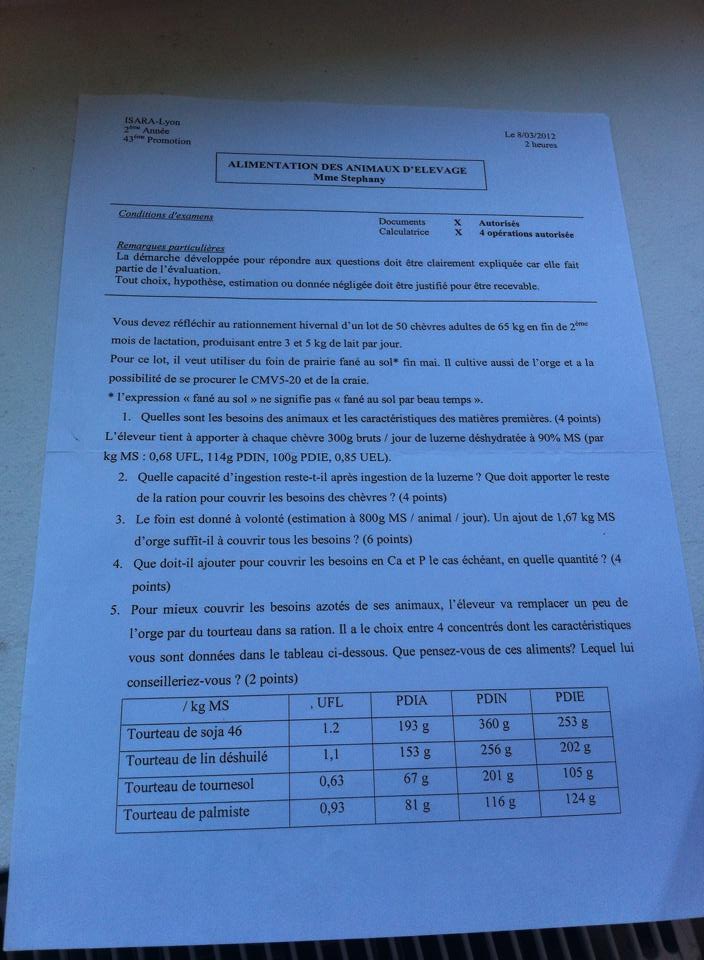 ISARA-Lyon
2ème Année
43ème Promotion
Le 8/03/2012
2 heures
ALIMENTATION DES ANIMAUX D'ELEVAGE
Mme Stephany
Conditions d'examens
Documents X Autorisés
Calculatrice X 4 opérations autorisée
Remarques particulières
La démarche développée pour répondre aux questions doit être clairement expliquée car elle fait
partie de l'évaluation.
Tout choix, hypothèse, estimation ou donnée négligée doit être justifié pour être recevable.
Vous devez réfléchir au rationnement hivernal d'un lot de 50 chèvres adultes de 65 kg en fin de 2ème
mois de lactation, produisant entre 3 et 5 kg de lait par jour.
Pour ce lot, il veut utiliser du foin de prairie fané au sol* fin mai. Il cultive aussi de l'orge et a la
possibilité de se procurer le CMV5-20 et de la craie.
* l'expression « fané au sol » ne signifie pas « fané au sol par beau temps ».
1. Quelles sont les besoins des animaux et les caractéristiques des matières premières. (4 points)
L'éleveur tient à apporter à chaque chèvre 300g bruts / jour de luzerne déshydratée à 90% MS (par
kg MS : 0,68 UFL, 114g PDIN, 100g PDIE, 0,85 UEL).
2. Quelle capacité d'ingestion reste-t-il après ingestion de la luzerne ? Que doit apporter le reste
de la ration pour couvrir les besoins des chèvres ? (4 points)
3. Le foin est donné à volonté (estimation à 800g MS / animal / jour). Un ajout de 1,67 kg MS
d'orge suffit-il à couvrir tous les besoins ? (6 points)
4. Que doit-il ajouter pour couvrir les besoins en Ca et P le cas échéant, en quelle quantité ? (4
points)
5. Pour mieux couvrir les besoins azotés de ses animaux, l'éleveur va remplacer un peu de
l'orge par du tourteau dans sa ration. Il a le choix entre 4 concentrés dont les caractéristiques
vous sont données dans le tableau ci-dessous. Que pensez-vous de ces aliments? Lequel lui
conseilleriez-vous ? (2 points)
/ kg MS UFL PDIA PDIN PDIE
Tourteau de soja 46 1.2 193 g 360 g 253 g
Tourteau de lin déshuilé 1,1 153 g 256 g 202 g
Tourteau de tournesol 0,63 67 g 201 g 105 g
Tourteau de palmiste 0,93 81 g 116 g 124 g